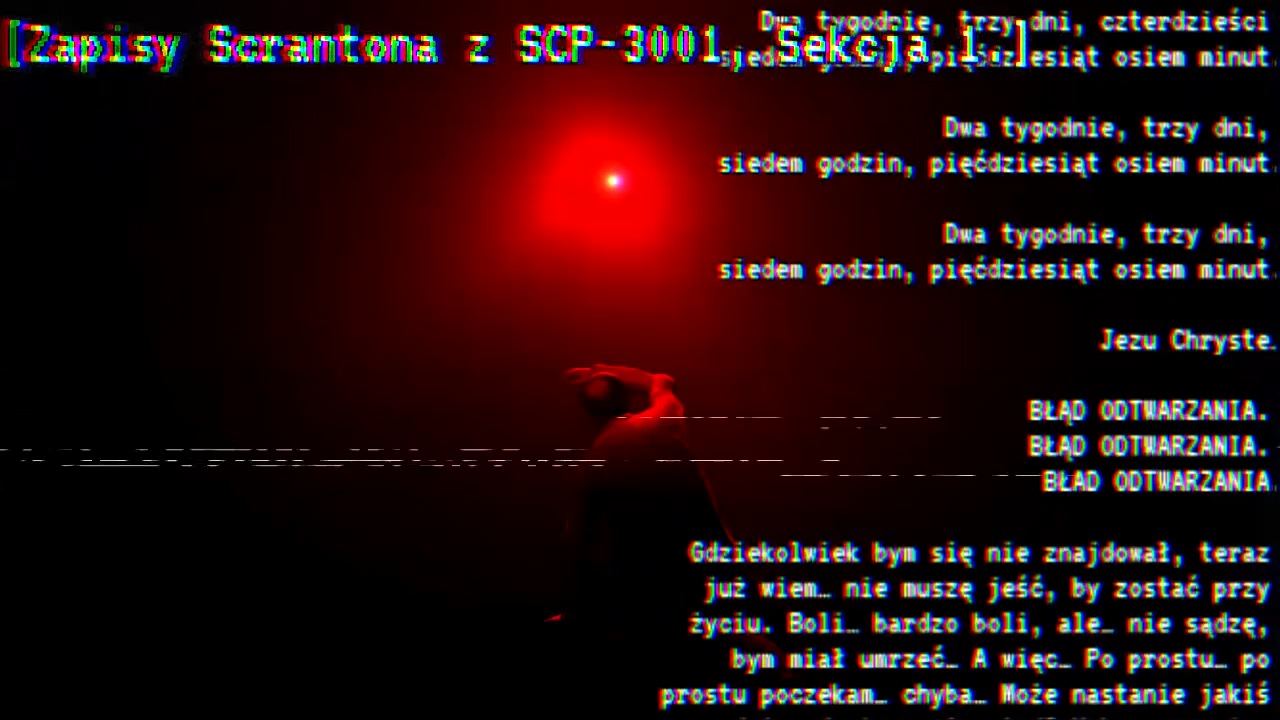 [Zapisy Scrantona z SCP-3001, Sekcja 1.]
Dwa tygodnie, trzy dni, czterdzieści
siedem godzin, pięćdziesiąt osiem minut.
Dwa tygodnie, trzy dni,
siedem godzin, pięćdziesiąt osiem minut.
Dwa tygodnie, trzy dni,
siedem godzin, pięćdziesiąt osiem minut.
Jezu Chryste.
BŁĄD ODTWARZANIA.
BŁĄD ODTWARZANIA.
BŁĄD ODTWARZANIA.
Gdziekolwiek bym się nie znajdował, teraz
już wiem… nie muszę jeść, by zostać przy
życiu. Boli… bardzo boli, ale… nie sądzę,
bym miał umrzeć… A więc… Po prostu… po
prostu poczekam… chyba… Może nastanie jakiś